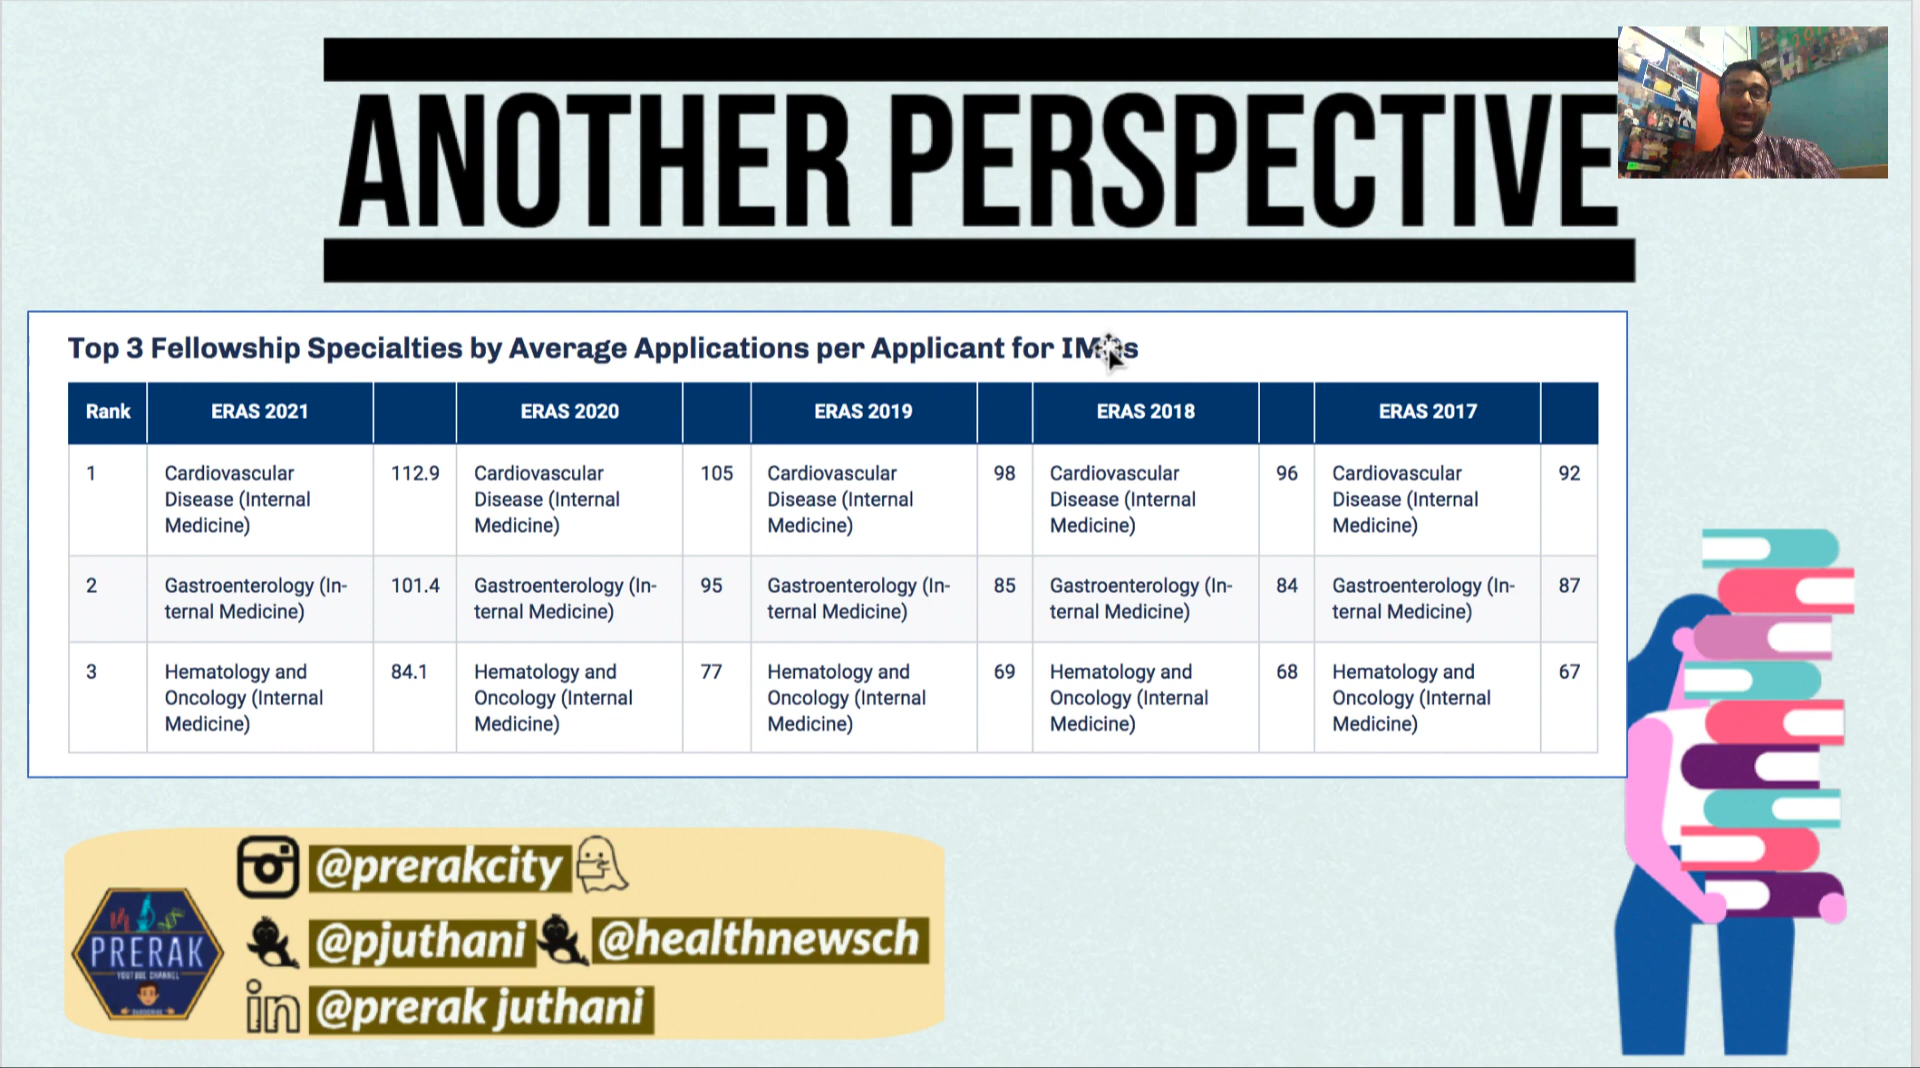 ANOTHER PERSPECTIVE
Top 3 Fellowship Specialties by Average Applications per Applicant for
Rank ERAS 2021 ERAS 2020 ERAS 2019 ERAS 2018 ERAS 2017
1 Cardiovascular 112.9 Cardiovascular 105 Cardiovascular 98 Cardiovascular 96 Cardiovascular 92
Disease (Internal Disease (Internal Disease (Internal Disease (Internal Disease (Internal
Medicine) Medicine) Medicine) Medicine) Medicine)
2 Gastroenterology (In- 101.4 Gastroenterology (In- 95 Gastroenterology (In- 85 Gastroenterology (In- 84 Gastroenterology (In- 87
ternal Medicine) ternal Medicine) ternal Medicine) ternal Medicine) ternal Medicine)
3 Hematology and 84.1 Hematology and 77 Hematology and 69 Hematology and 68 Hematology and 67
Oncology (Internal Oncology (Internal Oncology (Internal Oncology (Internal Oncology (Internal
Medicine) Medicine) Medicine) Medicine) Medicine)
@prerakcity
@pjuthani @healthnewsch
in @prerak juthani
PRERAK
YOUTUBE CHANNEL